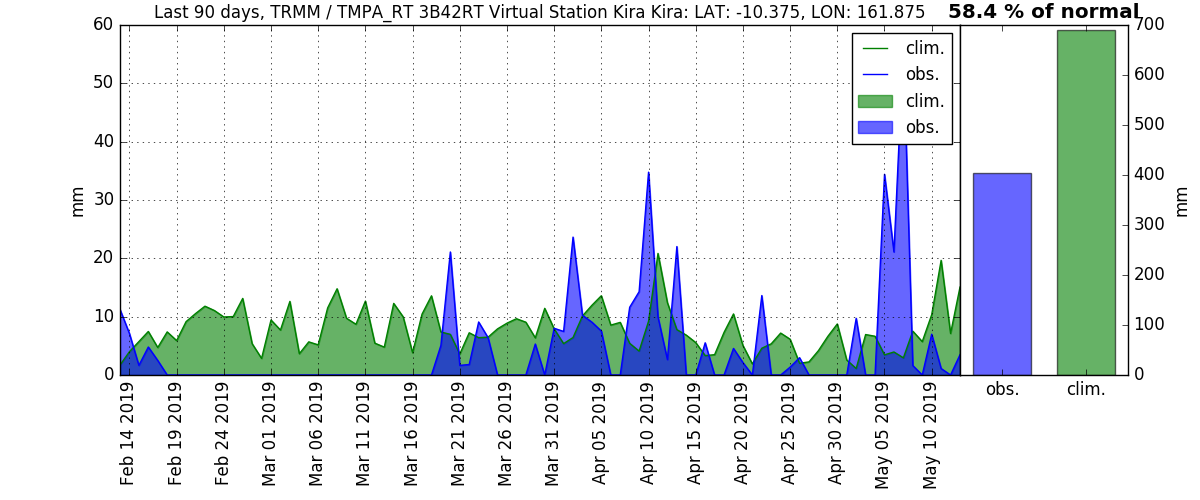 Last 90 days, TRMM / TMPA_RT 3B42RT Virtual Station Kira Kira: LAT: -10.375, LON: 161.875
58.4 % of normal
60
50
40
30
20
10
0
mm
clim.
obs.
clim.
obs.
Feb 14 2019
Feb 19 2019
Feb 24 2019
Mar 01 2019
Mar 06 2019
Mar 11 2019
Mar 16 2019
Mar 21 2019
Mar 26 2019
Mar 31 2019
Apr 05 2019
Apr 10 2019
Apr 15 2019
Apr 20 2019
Apr 25 2019
Apr 30 2019
May 05 2019
May 10 2019
700
600
500
400
300
200
100
0
mm
obs.
clim.